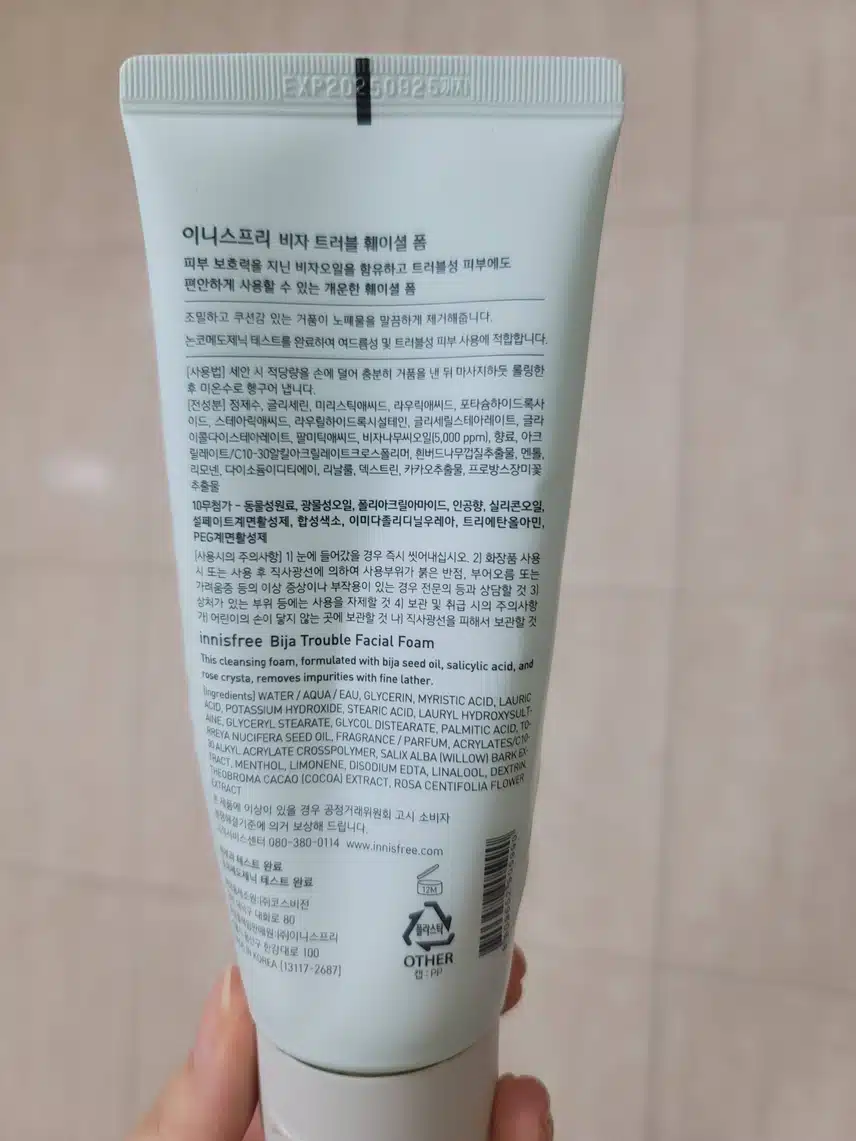 EXP20250925까지
이니스프리 비자 트러블 훼이셜 폼
피부 보호력을 지닌 비자오일을 함유하고 트러블성 피부에도
편안하게 사용할 수 있는 개운한 훼이셜 폼
조밀하고 쿠션감 있는 거품이 노폐물을 말끔하게 제거해줍니다.
논코메도제닉 테스트를 완료하여 여드름성 및 트러블성 피부 사용에 적합합니다.
[사용법] 세안 시 적당량을 손에 덜어 충분히 거품을 낸 뒤 마사지하듯 롤링한
후 미온수로 헹구어 냅니다.
[전성분] 정제수, 글리세린, 미리스틱애씨드, 라우릭애씨드, 포타슘하이드록사
이드, 스테아릭애씨드, 라우릴하이드록시설테인, 글리세릴스테아레이트, 글라
이콜다이스테아레이트, 팔미틱애씨드, 비자나무씨오일(5,000 ppm), 향료, 아크
릴레이트/C10-30알킬아크릴레이트크로스폴리머, 흰버드나무껍질추출물, 멘톨,
리모넨, 다이소듐이디티에이, 리날룰, 덱스트린, 카카오추출물, 프로방스장미꽃
추출물
10무첨가 - 동물성원료, 광물성오일, 폴리아크릴아마이드, 인공향, 실리콘오일,
설페이트계면활성제, 합성색소, 이미다졸리디닐우레아, 트리에탄올아민,
PEG계면활성제
[사용시의 주의사항] 1) 눈에 들어갔을 경우 즉시 씻어내십시오. 2) 화장품 사용
시 또는 사용 후 직사광선에 의하여 사용부위가 붉은 반점, 부어오름 또는
가려움증 등의 이상 증상이나 부작용이 있는 경우 전문의 등과 상담할 것 3)
상처가 있는 부위 등에는 사용을 자제할 것 4) 보관 및 취급 시의 주의사항
가) 어린이의 손이 닿지 않는 곳에 보관할 것 나) 직사광선을 피해서 보관할 것
innisfree Bija Trouble Facial Foam
This cleansing foam, formulated with bija seed oil, salicylic acid, and
rose crysta, removes impurities with fine lather.
[Ingredients] WATER / AQUA / EAU, GLYCERIN, MYRISTIC ACID, LAURIC
ACID, POTASSIUM HYDROXIDE, STEARIC ACID, LAURYL HYDROXYSULT-
AINE, GLYCERYL STEARATE, GLYCOL DISTEARATE, PALMITIC ACID, TO-
RREYA NUCIFERA SEED OIL, FRAGRANCE / PARFUM, ACRYLATES/C10-
30 ALKYL ACRYLATE CROSSPOLYMER, SALIX ALBA (WILLOW) BARK EX-
TRACT, MENTHOL, LIMONENE, DISODIUM EDTA, LINALOOL, DEXTRIN,
THEOBROMA CACAO (COCOA) EXTRACT, ROSA CENTIFOLIA FLOWER
EXTRACT
본 제품에 이상이 있을 경우 공정거래위원회 고시 소비자
분쟁해결기준에 의거 보상해 드립니다.
080-380-0114 www.innisfree.com
테스트 완료
테스트 완료
(주)코스비전
대화로 80
(주)이니스프리
한강대로 100
KOREA (13117-2687)
12M
플라스틱
OTHER
캡 : PP